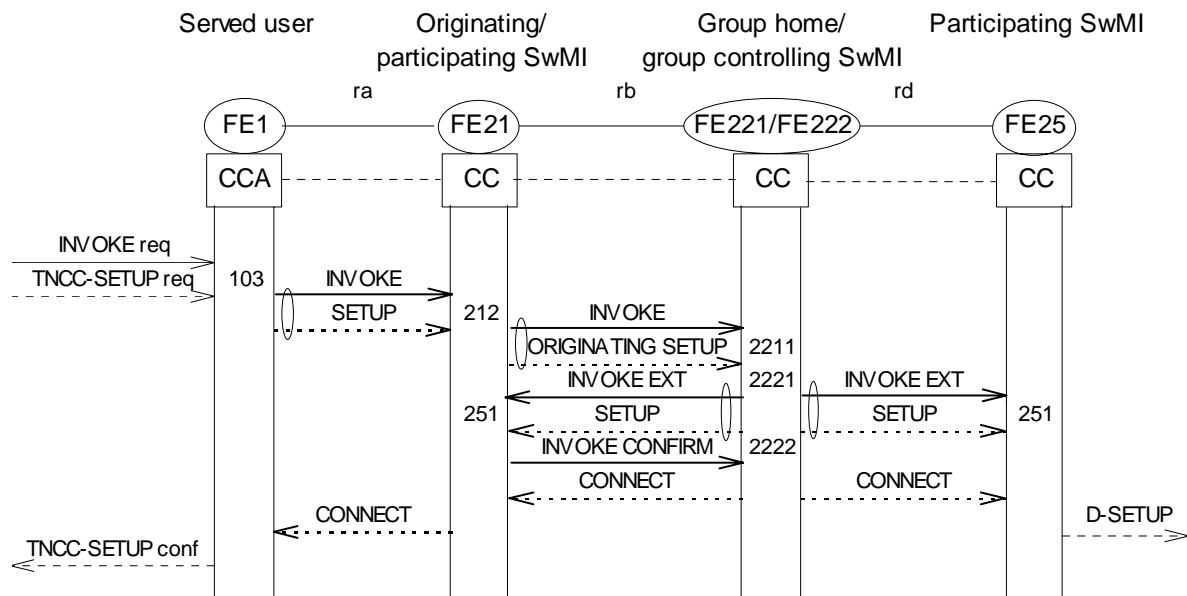 Served user
Originating/
participating SwMI
Group home/
group controlling SwMI
Participating SwMI
ra
rb
rd
FE1
FE21
FE221/FE222
FE25
CCA
CC
CC
CC
INVOKE req
TNCC-SETUP req
103
INVOKE
SETUP
212
INVOKE
ORIGINATING SETUP
2211
INVOKE EXT
2221
INVOKE EXT
251
SETUP
SETUP
251
INVOKE CONFIRM
2222
CONNECT
CONNECT
CONNECT
D-SETUP
TNCC-SETUP conf